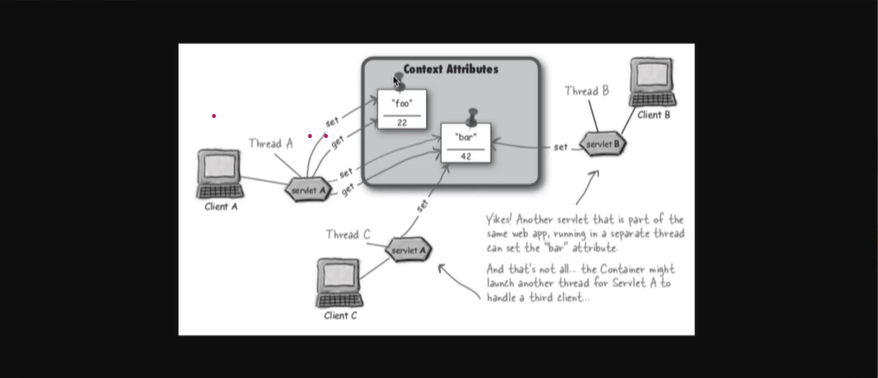 Context Attributes
"foo"
22
"bar"
42
set
get
set
get
Thread A
servlet A
Client A
Thread B
Client B
set
servlet B
set
Thread C
servlet A
Client C
Yikes! Another servlet that is part of the
same web app, running in a separate thread
can set the "bar" attribute.
And that's not all... the Container might
launch another thread for Servlet A to
handle a third client...